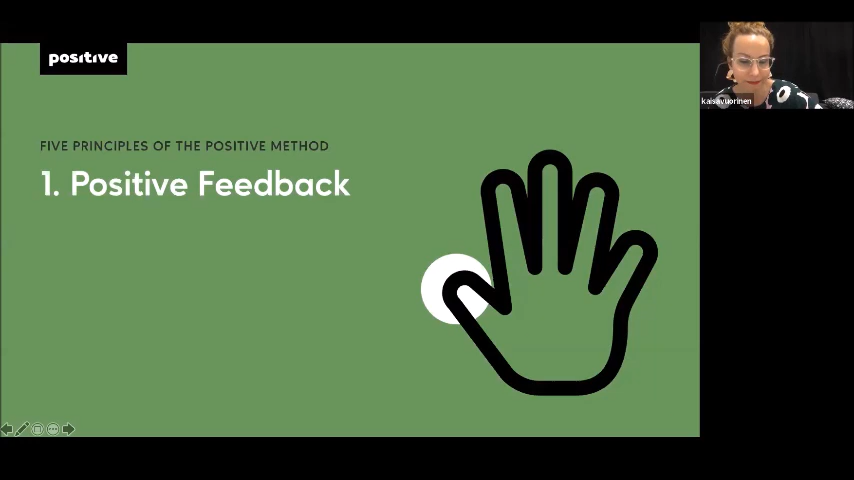 positive
kaisavuorinen
FIVE PRINCIPLES OF THE POSITIVE METHOD
1. Positive Feedback